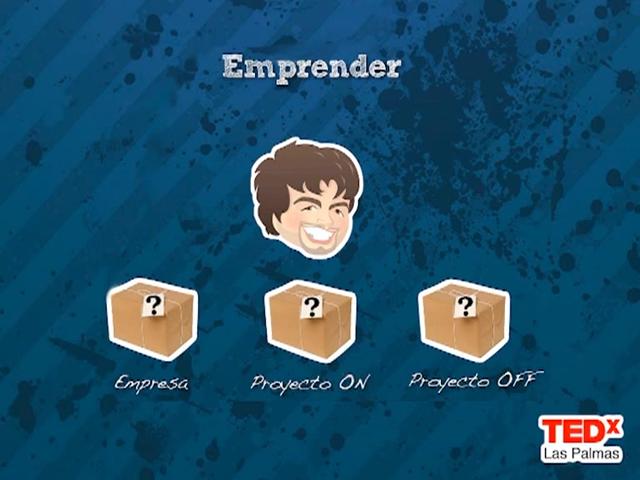 Emprender
?
?
?
Empresa
Proyecto ON
Proyecto OFF
TEDx
Las Palmas